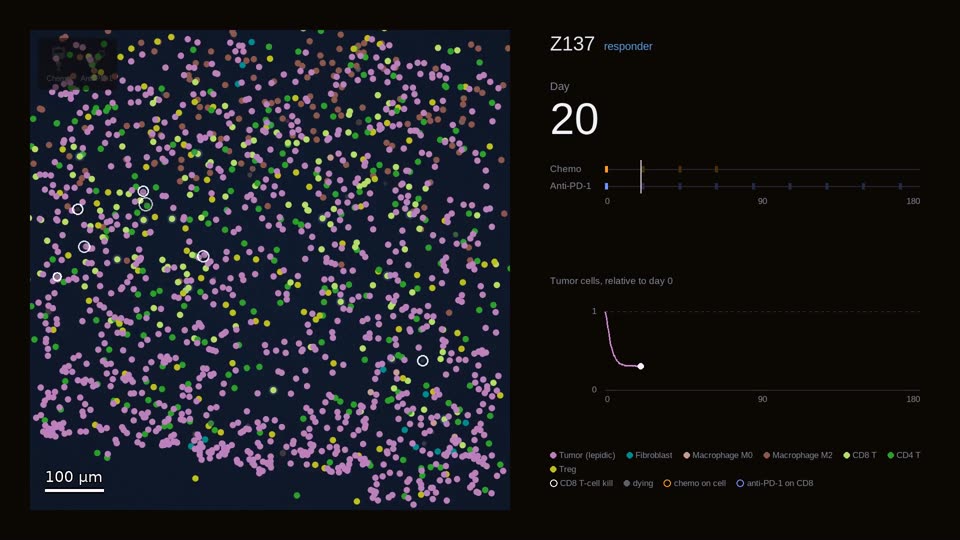 Z137 responder
Day
20
Chemo
Anti-PD-1
0 90 180
Tumor cells, relative to day 0
1
0
0 90 180
100 µm
Tumor (lepidic) Fibroblast Macrophage M0 Macrophage M2 CD8 T CD4 T
Treg
CD8 T-cell kill dying chemo on cell anti-PD-1 on CD8